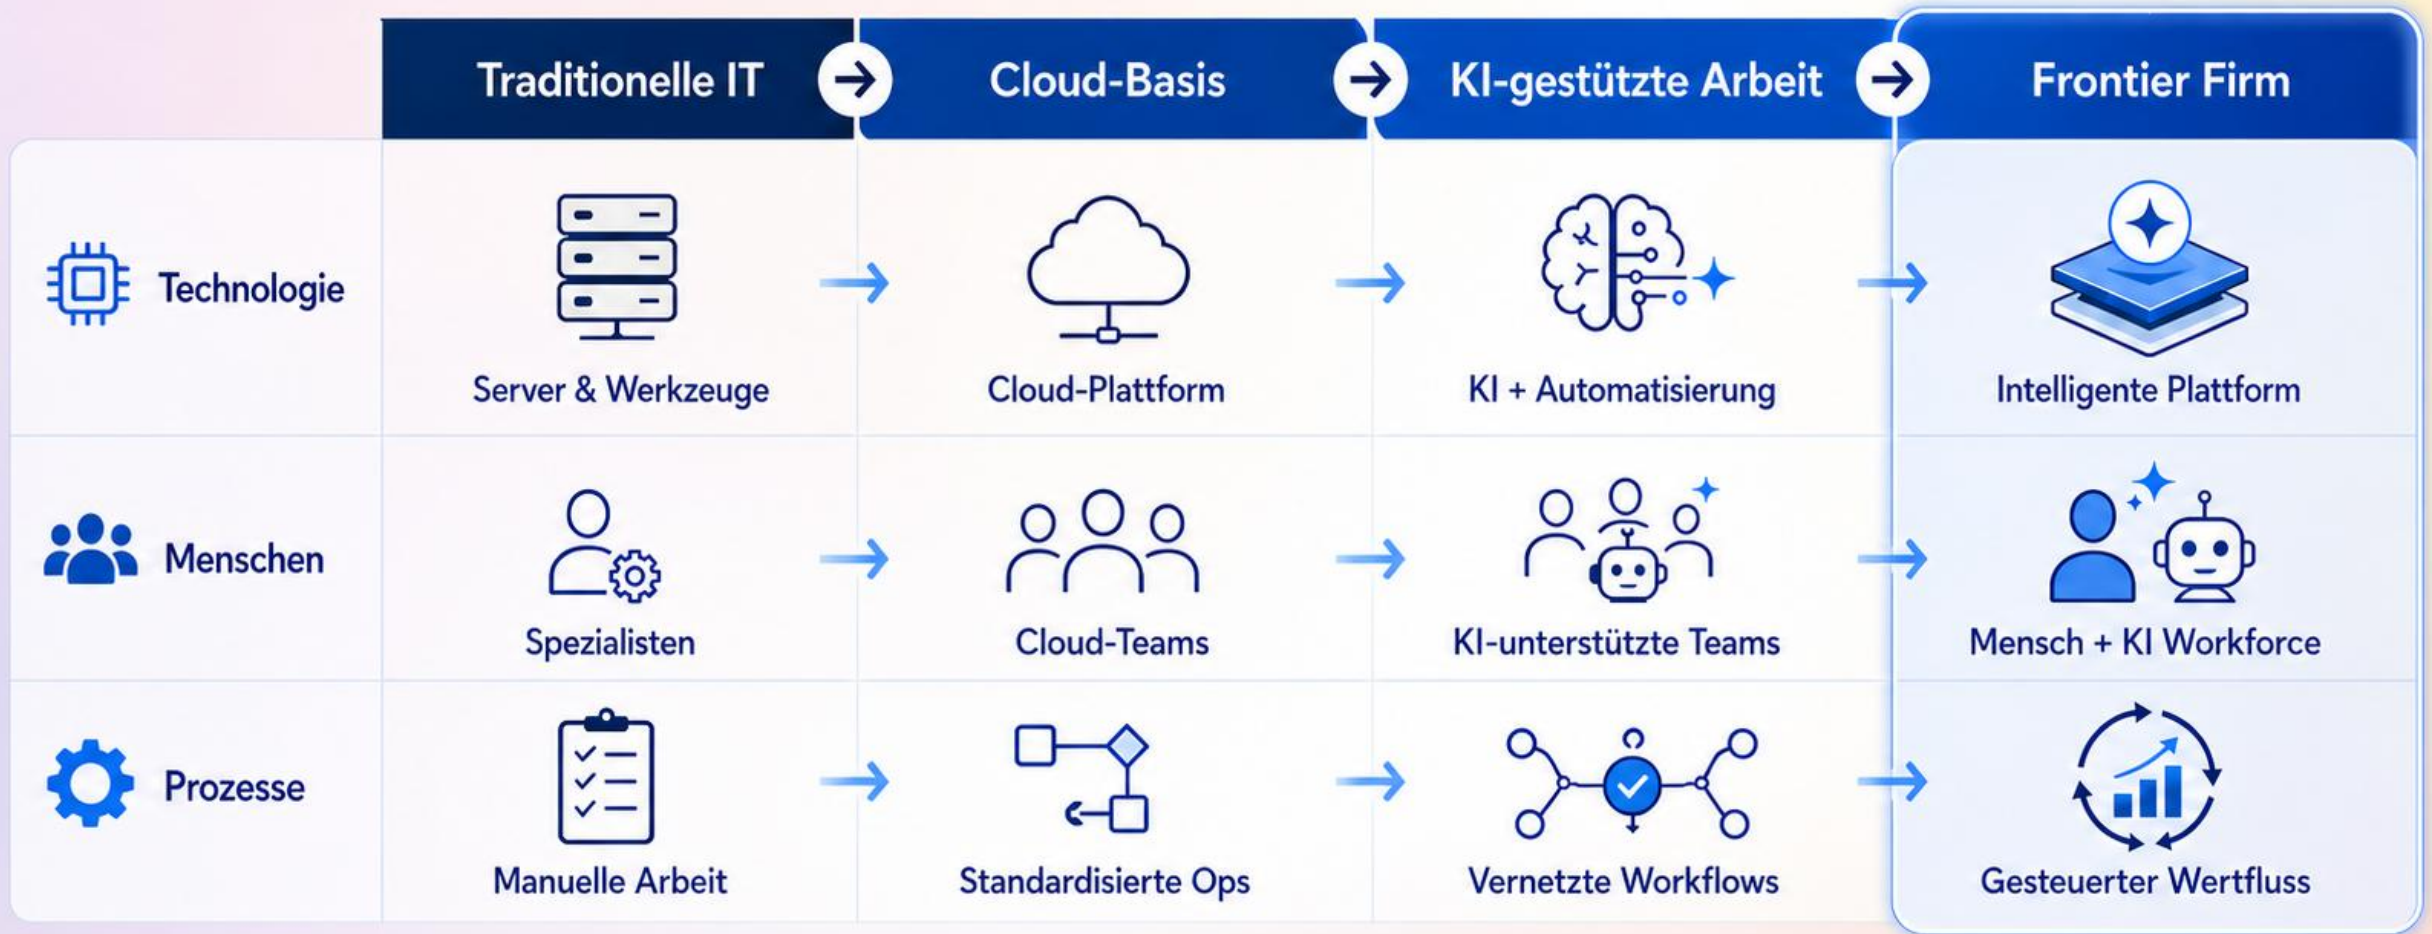 Traditionelle IT
Cloud-Basis
KI-gestützte Arbeit
Frontier Firm
Technologie
Server & Werkzeuge
Cloud-Plattform
KI + Automatisierung
Intelligente Plattform
Menschen
Spezialisten
Cloud-Teams
KI-unterstützte Teams
Mensch + KI Workforce
Prozesse
Manuelle Arbeit
Standardisierte Ops
Vernetzte Workflows
Gesteuerter Wertfluss